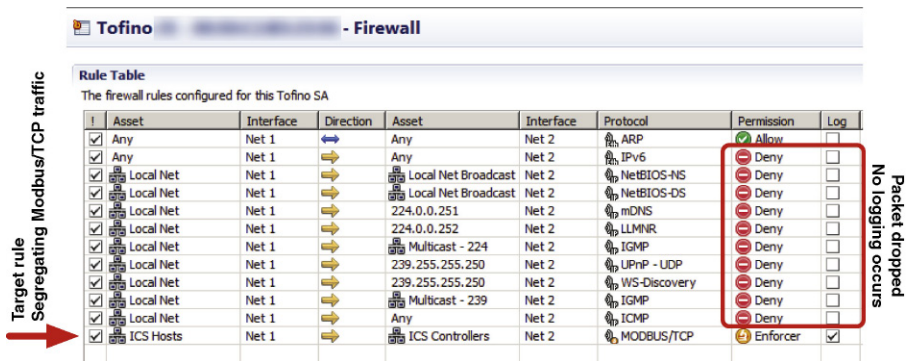 Tofino - Firewall
Rule Table
The firewall rules configured for this Tofino SA
! Asset Interface Direction Asset Interface Protocol Permission Log
Any Net 1 Any Net 2 ARP Allow
Any Net 1 Any Net 2 IPv6 Deny
Local Net Net 1 Local Net Broadcast Net 2 NetBIOS-NS Deny
Local Net Net 1 Local Net Broadcast Net 2 NetBIOS-DS Deny
Local Net Net 1 224.0.0.251 Net 2 mDNS Deny
Local Net Net 1 224.0.0.252 Net 2 LLMNR Deny
Local Net Net 1 Multicast - 224 Net 2 IGMP Deny
Local Net Net 1 239.255.255.250 Net 2 UPnP - UDP Deny
Local Net Net 1 239.255.255.250 Net 2 WS-Discovery Deny
Local Net Net 1 Multicast - 239 Net 2 IGMP Deny
Local Net Net 1 Any Net 2 ICMP Deny
ICS Hosts Net 1 ICS Controllers Net 2 MODBUS/TCP Enforcer
Target rule
Segregating Modbus/TCP traffic
Packet dropped
No logging occurs